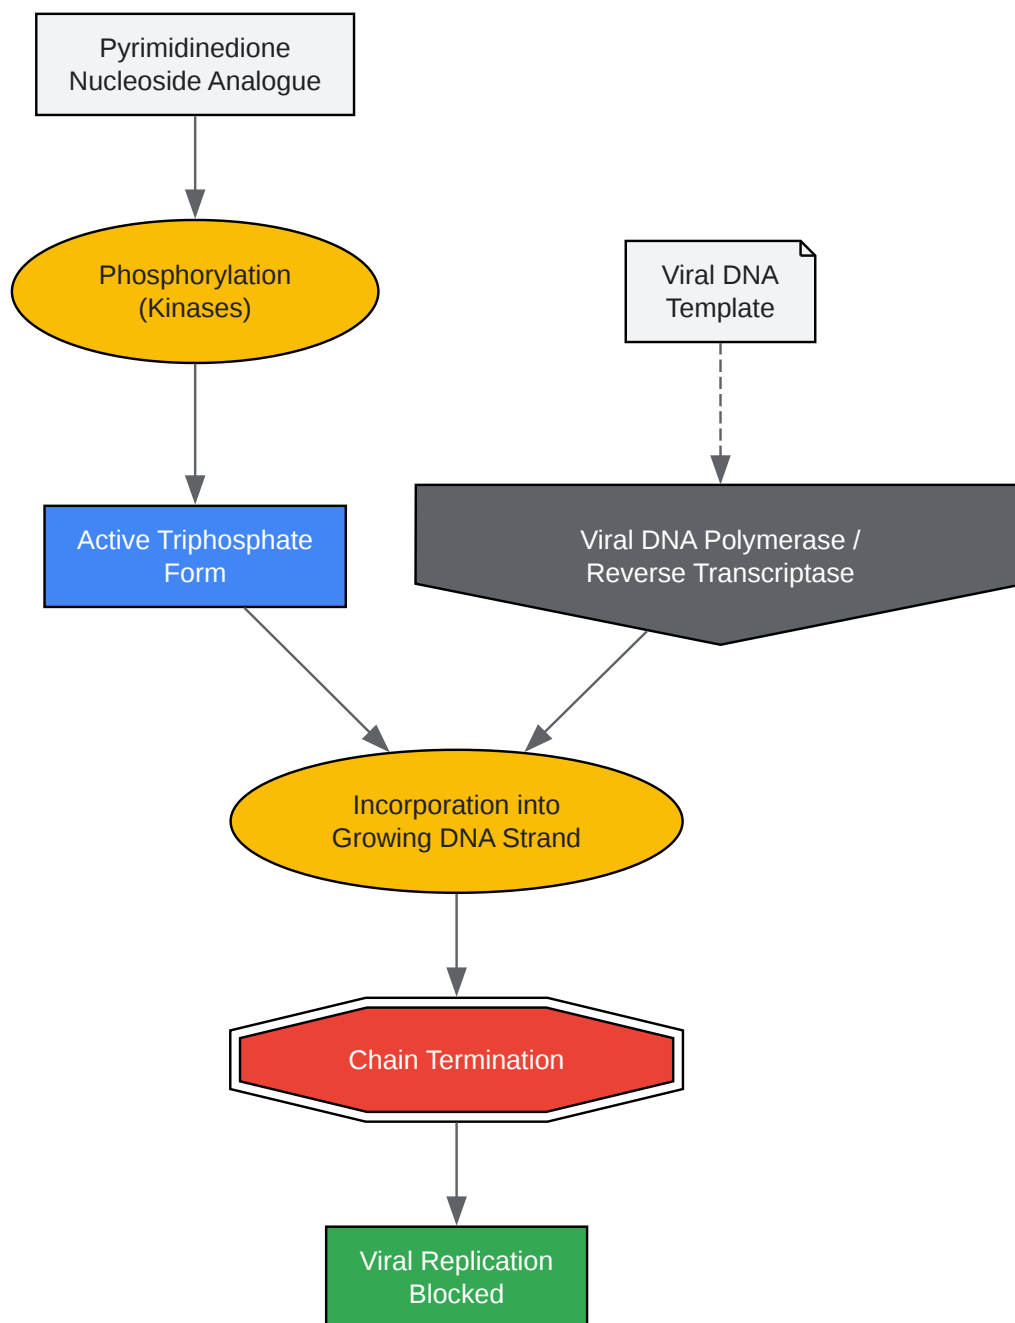 Pyrimidinedione
Nucleoside Analogue
Phosphorylation
(Kinases)
Viral DNA
Template
Active Triphosphate
Form
Viral DNA Polymerase /
Reverse Transcriptase
Incorporation into
Growing DNA Strand
Chain Termination
Viral Replication
Blocked